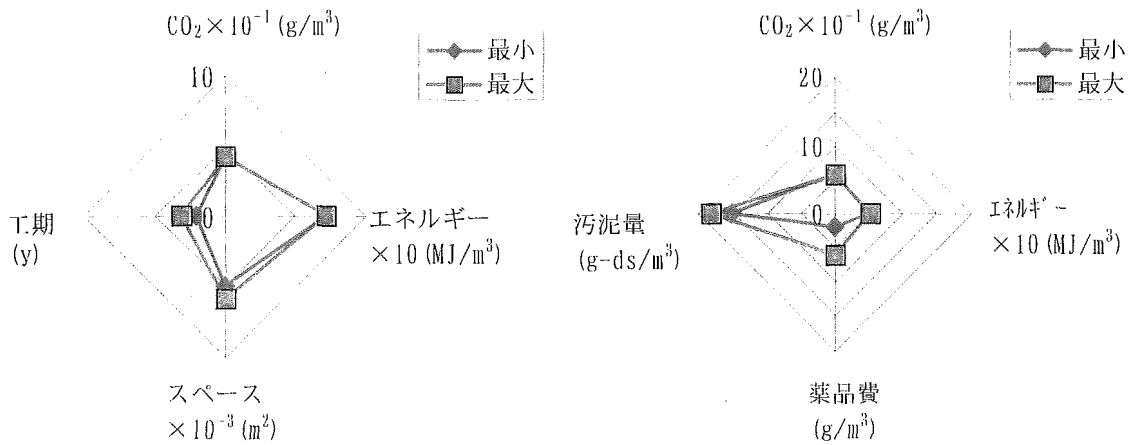 CO₂×10⁻¹(g/m³)
最小
最大
10
0
工期
(y)
エネルギー
×10(MJ/m³)
スペース
×10⁻³(m²)
CO₂×10⁻¹(g/m³)
最小
最大
20
10
0
汚泥量
(g-ds/m³)
エネルギー
×10(MJ/m³)
薬品費
(g/m³)